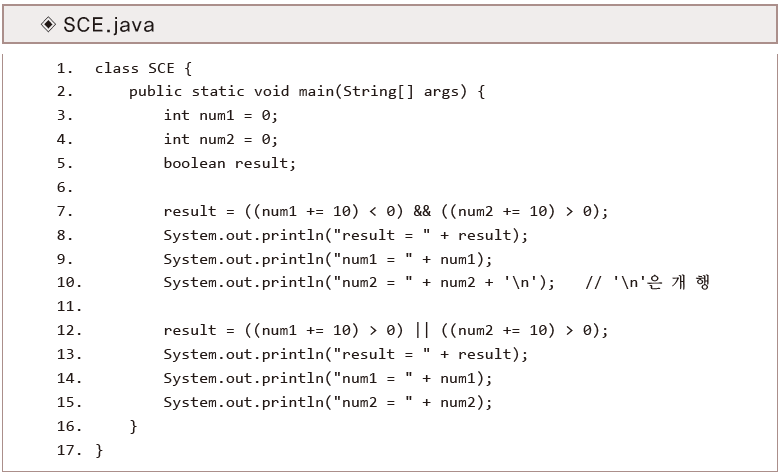 ◈ SCE.java
1. class SCE {
2.     public static void main(String[] args) {
3.         int num1 = 0;
4.         int num2 = 0;
5.         boolean result;
6.
7.         result = ((num1 += 10) < 0) && ((num2 += 10) > 0);
8.         System.out.println("result = " + result);
9.         System.out.println("num1 = " + num1);
10.         System.out.println("num2 = " + num2 + '\n');   // '\n'은 개 행
11.
12.         result = ((num1 += 10) > 0) || ((num2 += 10) > 0);
13.         System.out.println("result = " + result);
14.         System.out.println("num1 = " + num1);
15.         System.out.println("num2 = " + num2);
16.     }
17. }